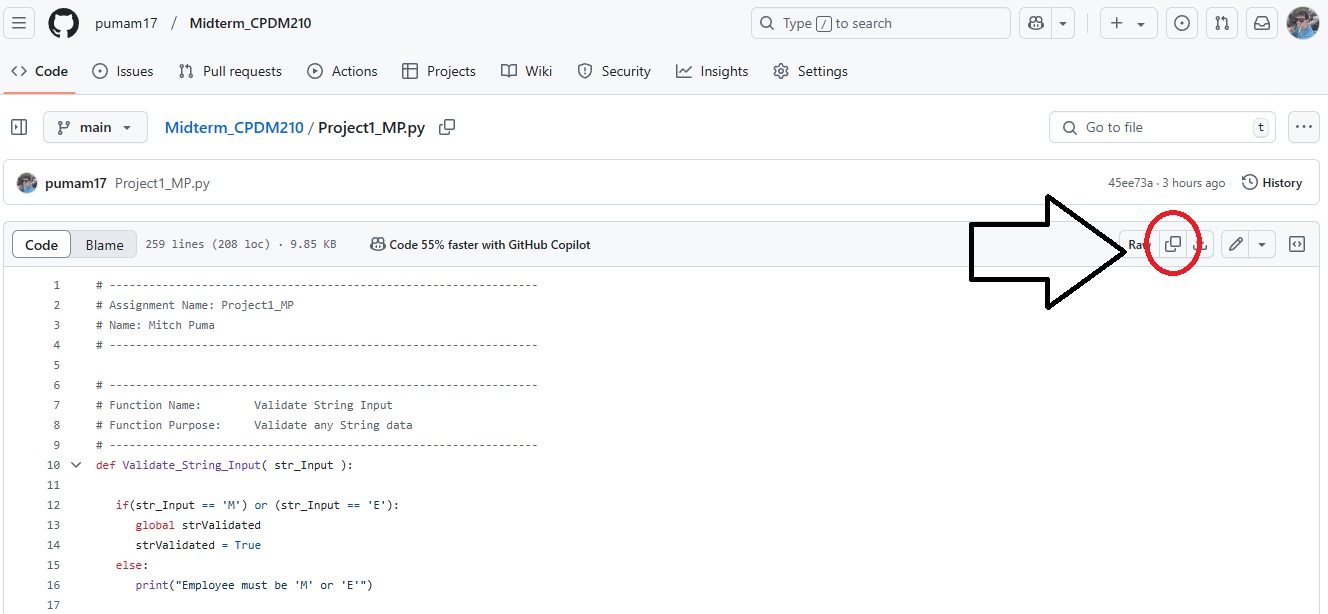 pumam17 / Midterm_CPDM210 Type / to search
Code Issues Pull requests Actions Projects Wiki Security Insights Settings
main Midterm_CPDM210 / Project1_MP.py Go to file t
pumam17 Project1_MP.py 45ee73a · 3 hours ago History
Code Blame 259 lines (208 loc) · 9.85 KB Code 55% faster with GitHub Copilot Raw
1 # -----------------------------------------------------------------
2 # Assignment Name: Project1_MP
3 # Name: Mitch Puma
4 # -----------------------------------------------------------------
5
6 # -----------------------------------------------------------------
7 # Function Name: Validate String Input
8 # Function Purpose: Validate any String data
9 # -----------------------------------------------------------------
10 def Validate_String_Input( str_Input ):
11
12 if(str_Input == 'M') or (str_Input == 'E'):
13 global strValidated
14 strValidated = True
15 else:
16 print("Employee must be 'M' or 'E'")
17